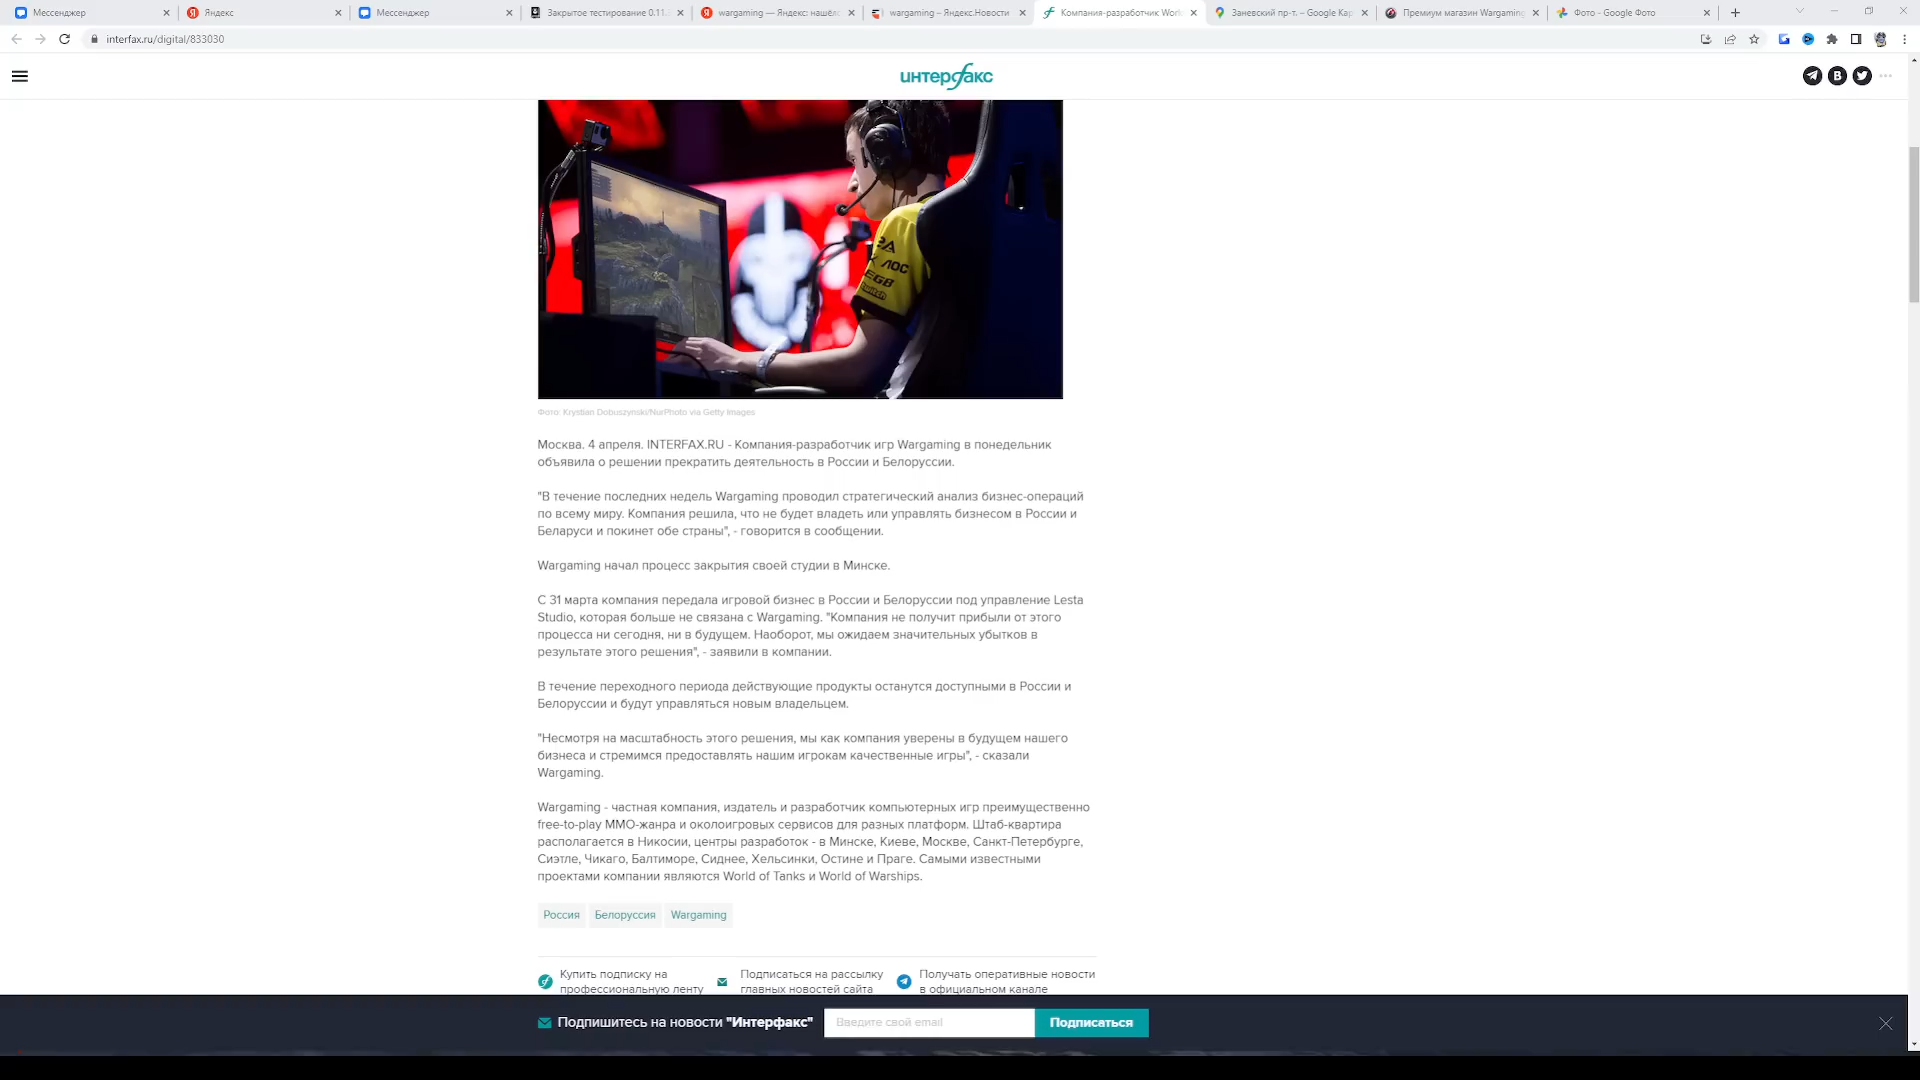 Мессенджер
Яндекс
Мессенджер
Закрытое тестирование 0.11.
wargaming — Яндекс: нашёл
wargaming – Яндекс.Новости
Компания-разработчик Worl
Заневский пр-т. – Google Кар
Премиум магазин Wargaming
Фото - Google Фото
interfax.ru/digital/833030
интерфакс
РА
AOC
EGB
twitch
Фото: Krystian Dobuszynski/NurPhoto via Getty Images
Москва. 4 апреля. INTERFAX.RU - Компания-разработчик игр Wargaming в понедельник
объявила о решении прекратить деятельность в России и Белоруссии.
"В течение последних недель Wargaming проводил стратегический анализ бизнес-операций
по всему миру. Компания решила, что не будет владеть или управлять бизнесом в России и
Беларуси и покинет обе страны", - говорится в сообщении.
Wargaming начал процесс закрытия своей студии в Минске.
С 31 марта компания передала игровой бизнес в России и Белоруссии под управление Lesta
Studio, которая больше не связана с Wargaming. "Компания не получит прибыли от этого
процесса ни сегодня, ни в будущем. Наоборот, мы ожидаем значительных убытков в
результате этого решения", - заявили в компании.
В течение переходного периода действующие продукты останутся доступными в России и
Белоруссии и будут управляться новым владельцем.
"Несмотря на масштабность этого решения, мы как компания уверены в будущем нашего
бизнеса и стремимся предоставлять нашим игрокам качественные игры", - сказали
Wargaming.
Wargaming - частная компания, издатель и разработчик компьютерных игр преимущественно
free-to-play MMO-жанра и околоигровых сервисов для разных платформ. Штаб-квартира
располагается в Никосии, центры разработок - в Минске, Киеве, Москве, Санкт-Петербурге,
Сиэтле, Чикаго, Балтиморе, Сиднее, Хельсинки, Остине и Праге. Самыми известными
проектами компании являются World of Tanks и World of Warships.
Россия Белоруссия Wargaming
Купить подписку на
профессиональную ленту
Подписаться на рассылку
главных новостей сайта
Получать оперативные новости
в официальном канале
Подпишитесь на новости "Интерфакс" Введите свой email Подписаться